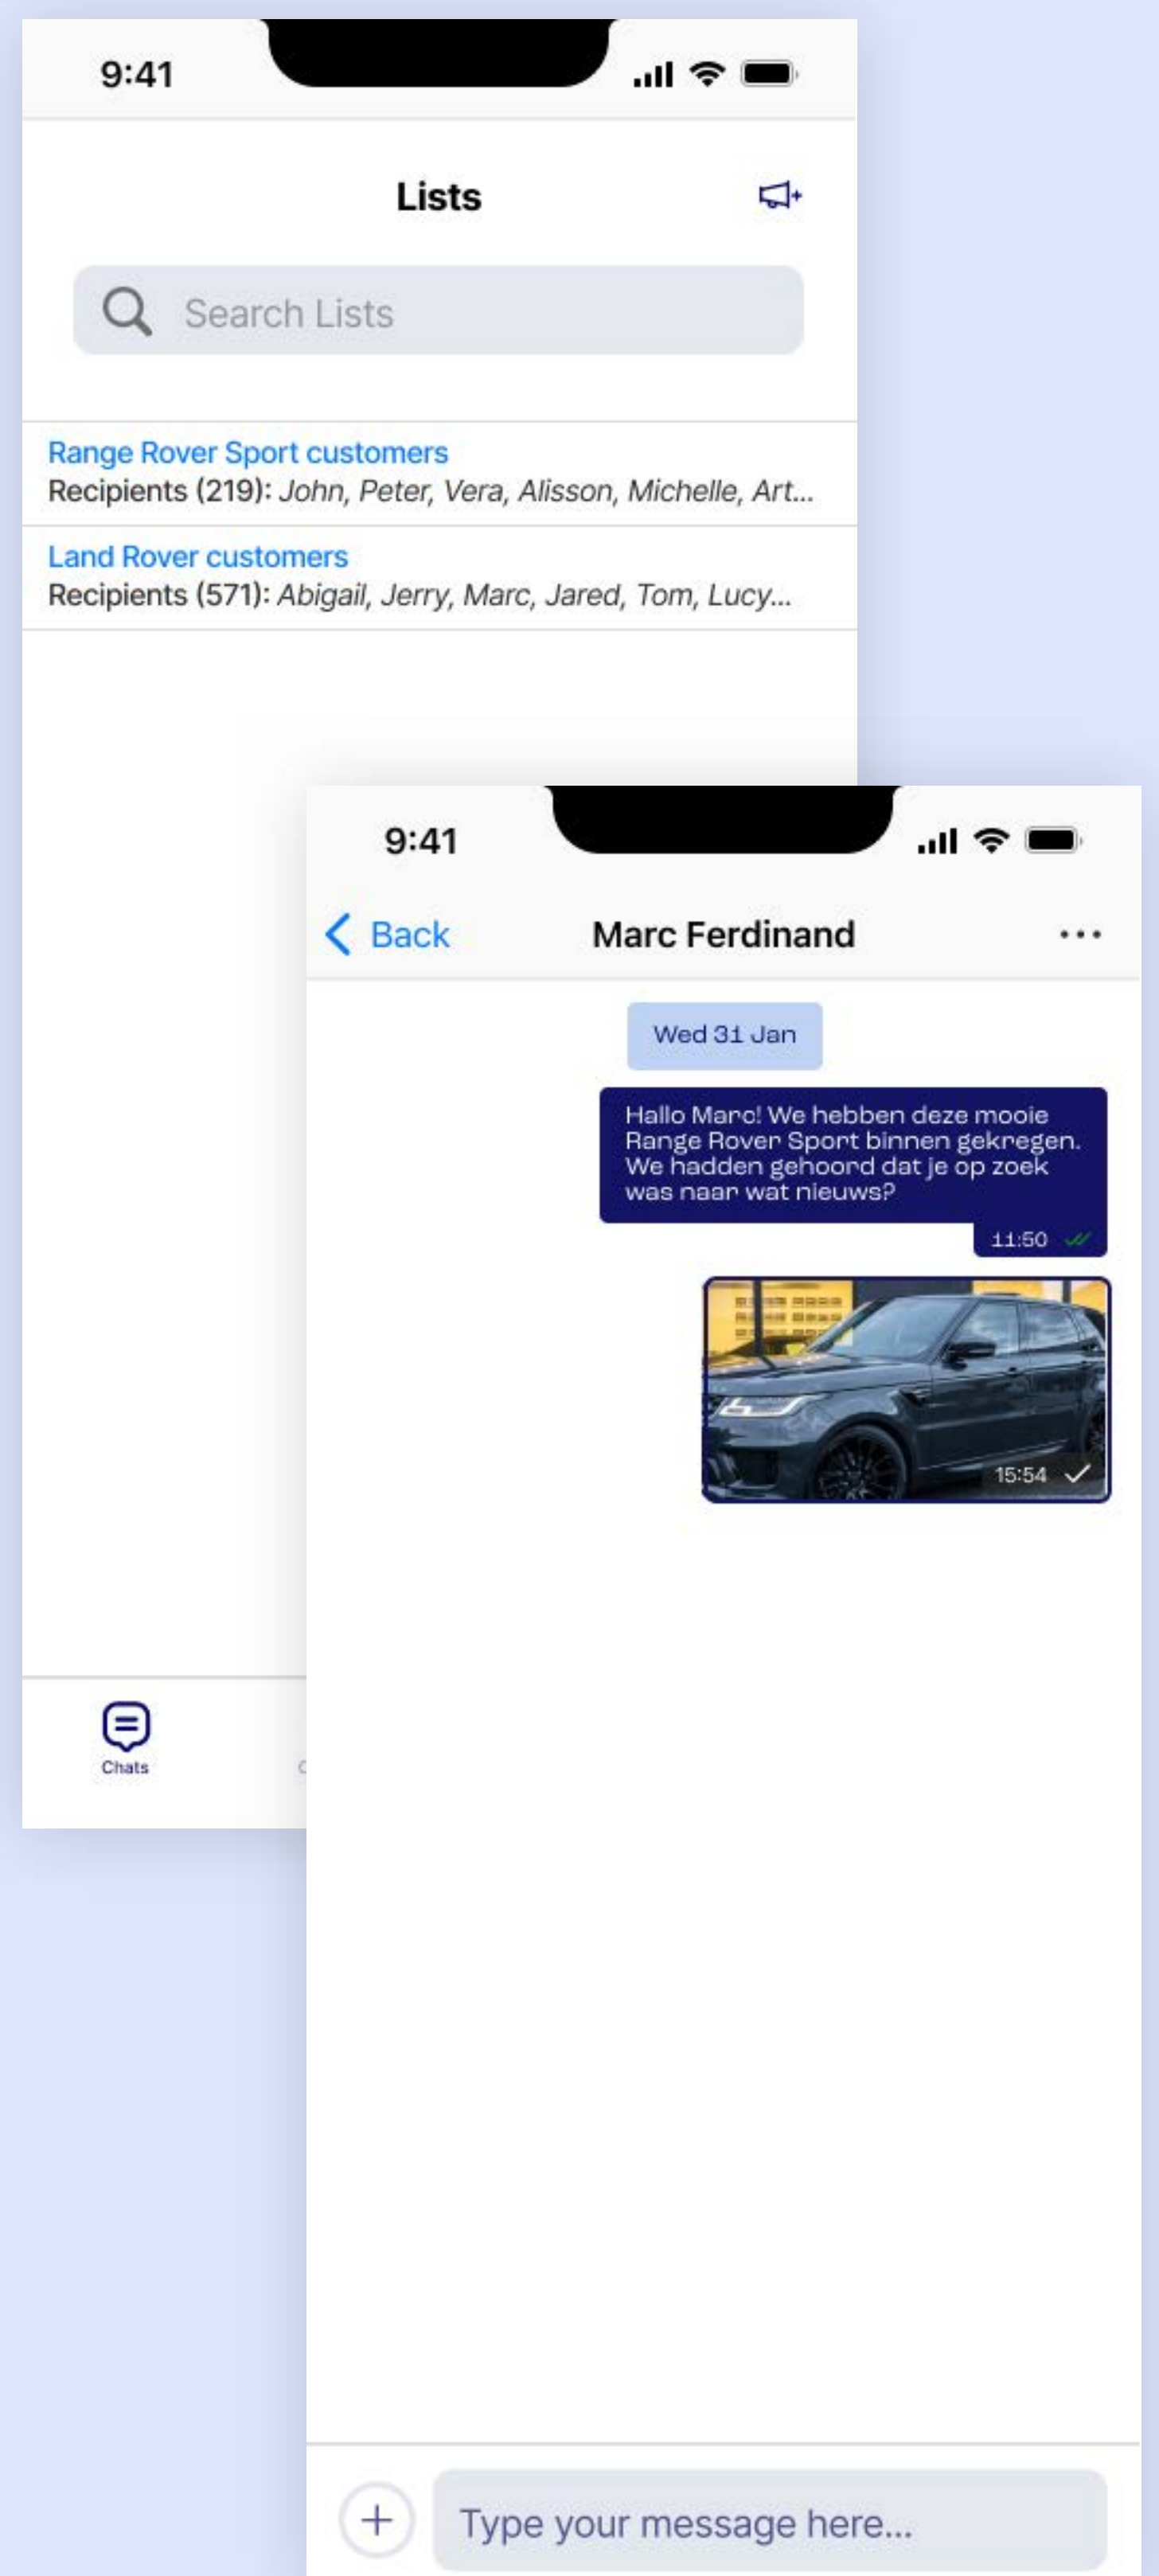 9:41
Lists
Search Lists
Range Rover Sport customers
Recipients (219): John, Peter, Vera, Alisson, Michelle, Art...
Land Rover customers
Recipients (571): Abigail, Jerry, Marc, Jared, Tom, Lucy...
Chats
9:41
Back
Marc Ferdinand
Wed 31 Jan
Hallo Marc! We hebben deze mooie
Range Rover Sport binnen gekregen.
We hadden gehoord dat je op zoek
was naar wat nieuws?
11:50
15:54
Type your message here...